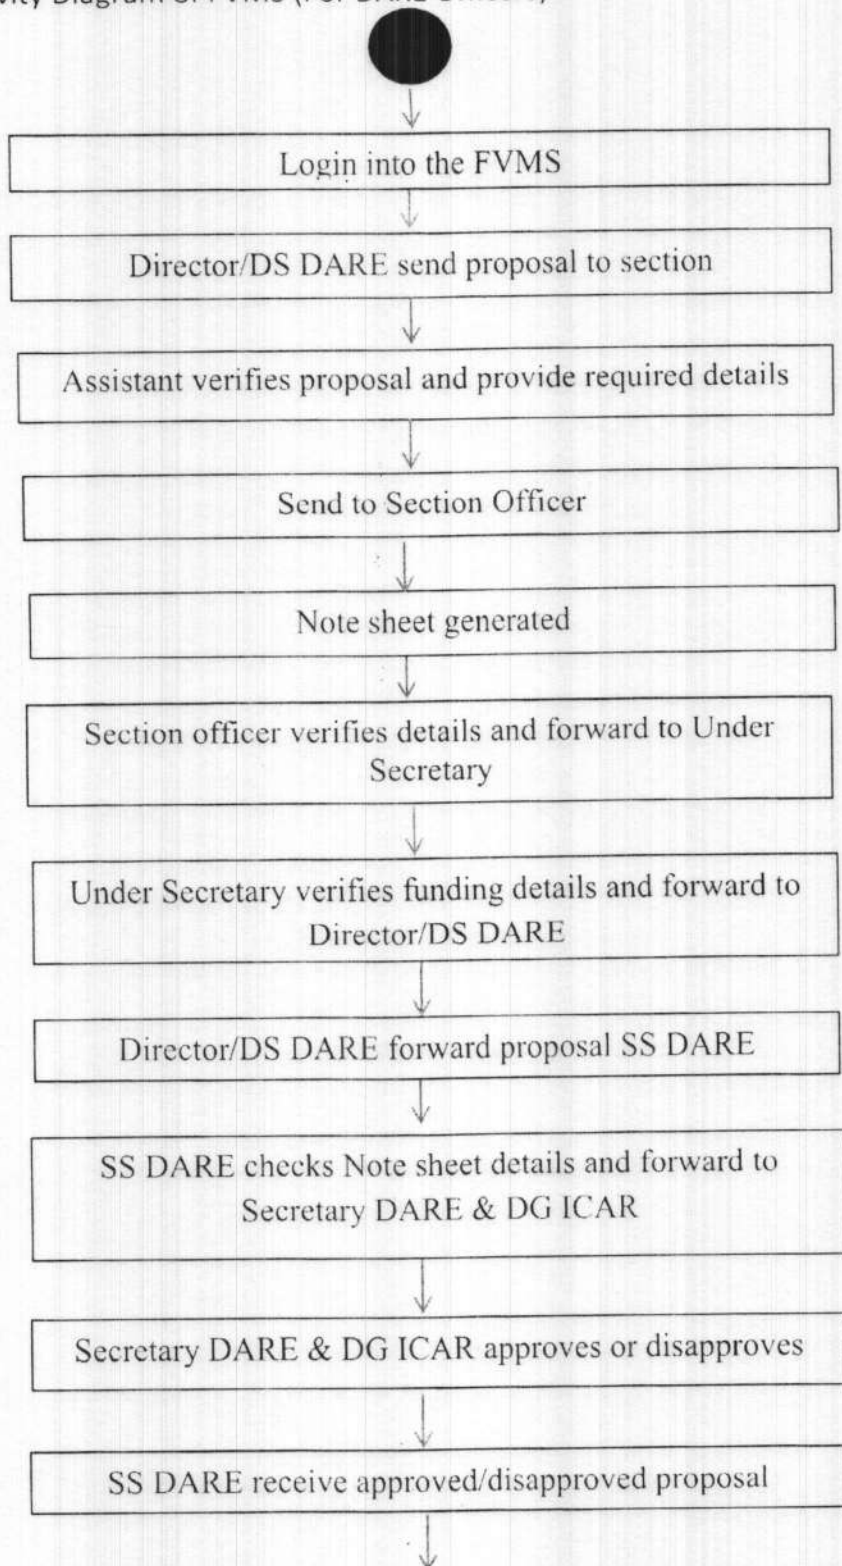 Login into the FVMS
Director/DS DARE send proposal to section
Assistant verifies proposal and provide required details
Send to Section Officer
Note sheet generated
Section officer verifies details and forward to Under
Secretary
Under Secretary verifies funding details and forward to
Director/DS DARE
Director/DS DARE forward proposal SS DARE
SS DARE checks Note sheet details and forward to
Secretary DARE & DG ICAR
Secretary DARE & DG ICAR approves or disapproves
SS DARE receive approved/disapproved proposal